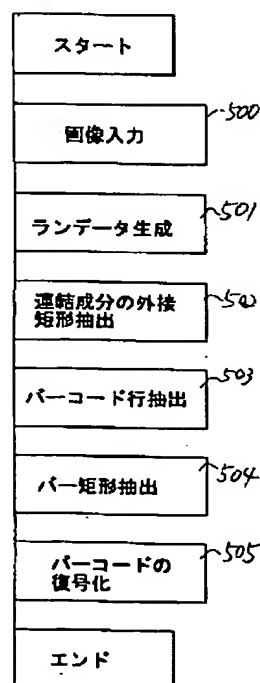 スタート
500
画像入力
501
ランデータ生成
502
連結成分の外接
矩形抽出
503
バーコード行抽出
504
バー矩形抽出
505
バーコードの
復号化
エンド